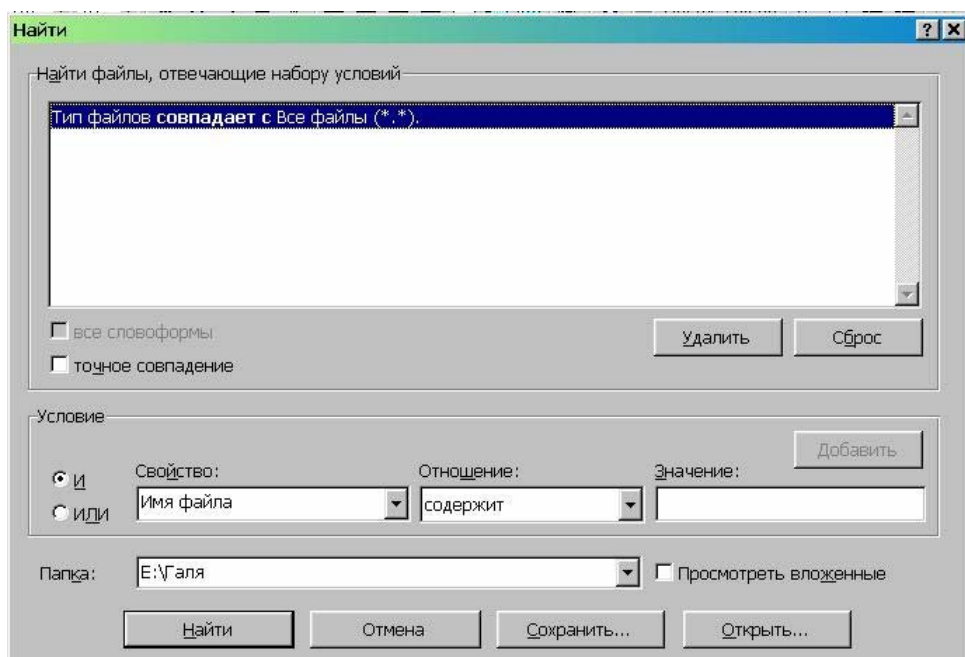 Найти
Найти файлы, отвечающие набору условий
Тип файлов совпадает с Все файлы (*.*).
все словоформы
Удалить
Сброс
точное совпадение
Условие
Добавить
И
Свойство:
Отношение:
Значение:
ИЛИ
Имя файла
содержит
Папка:
E:\Галя
Просмотреть вложенные
Найти
Отмена
Сохранить...
Открыть...